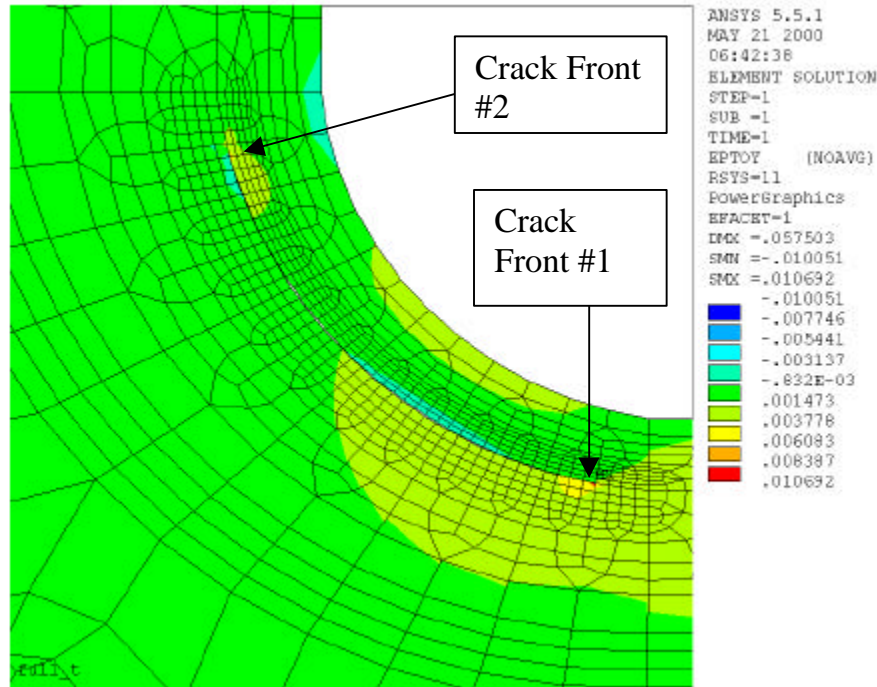 ANSYS 5.5.1
MAY 21 2000
06:42:38
ELEMENT SOLUTION
STEP=1
SUB =1
TIME=1
EPTOY (NOAVG)
RSYS=11
PowerGraphics
EFACET=1
DMX =.057503
SMN =-.010051
SMX =.010692
-.010051
-.007746
-.005441
-.003137
-.832E-03
.001473
.003778
.006083
.008387
.010692
Crack Front
#2
Crack
Front #1
full_t